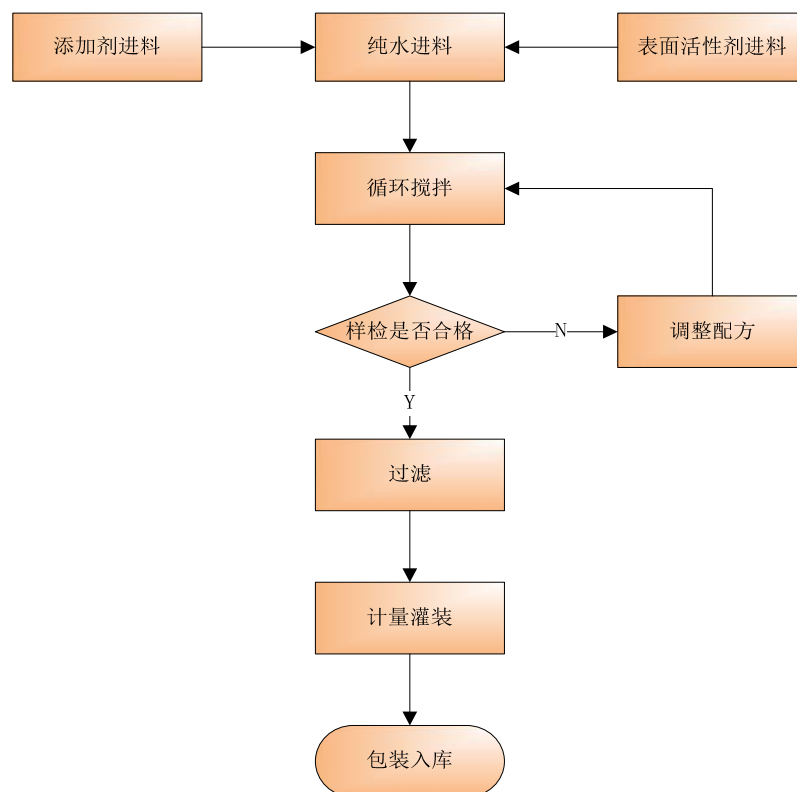 添加剂进料
纯水进料
表面活性剂进料
循环搅拌
样检是否合格
N
调整配方
Y
过滤
计量灌装
包装入库